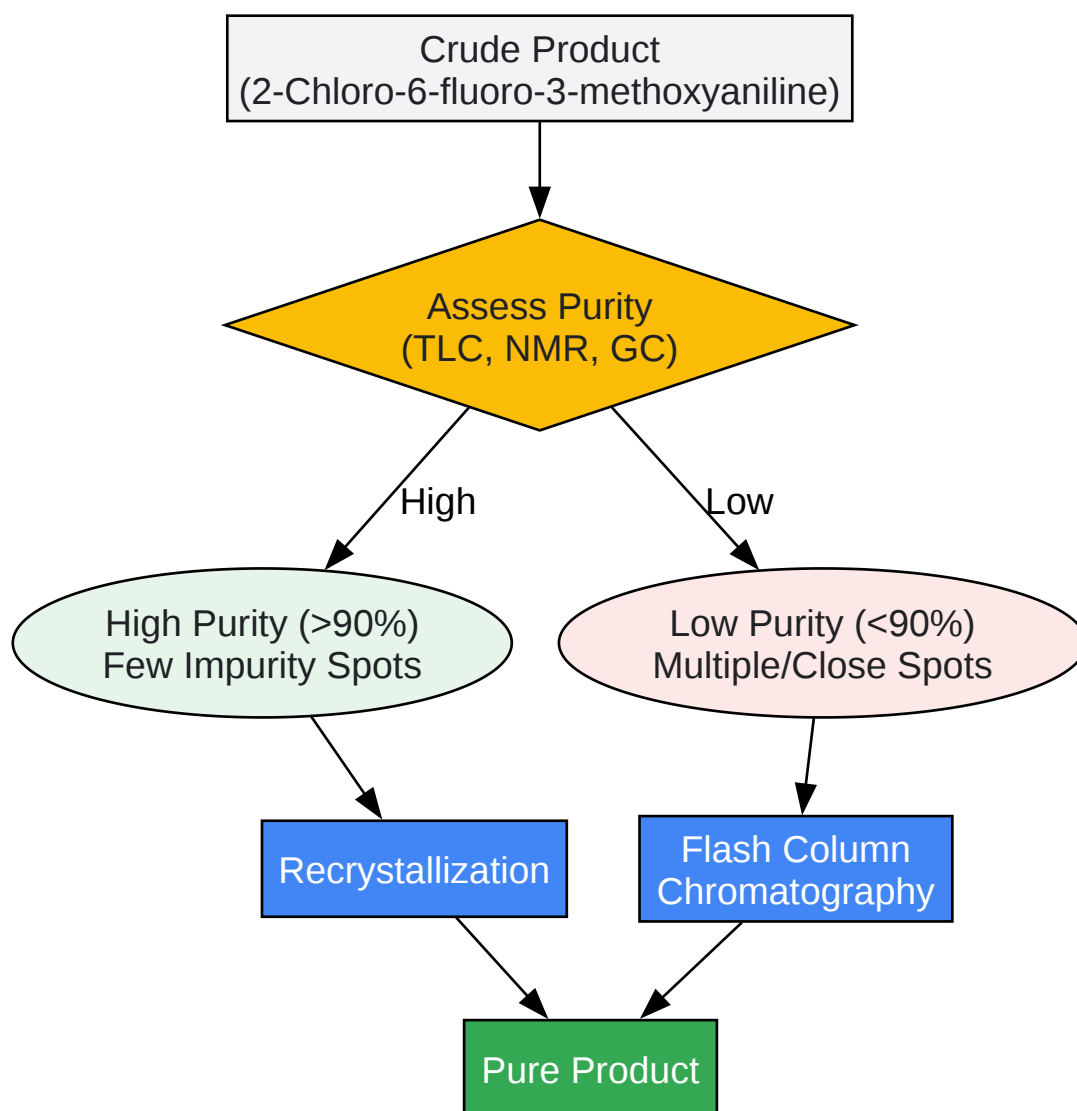 Crude Product
(2-Chloro-6-fluoro-3-methoxyaniline)
Assess Purity
(TLC, NMR, GC)
High
Low
High Purity (>90%)
Few Impurity Spots
Low Purity (<90%)
Multiple/Close Spots
Recrystallization
Flash Column
Chromatography
Pure Product